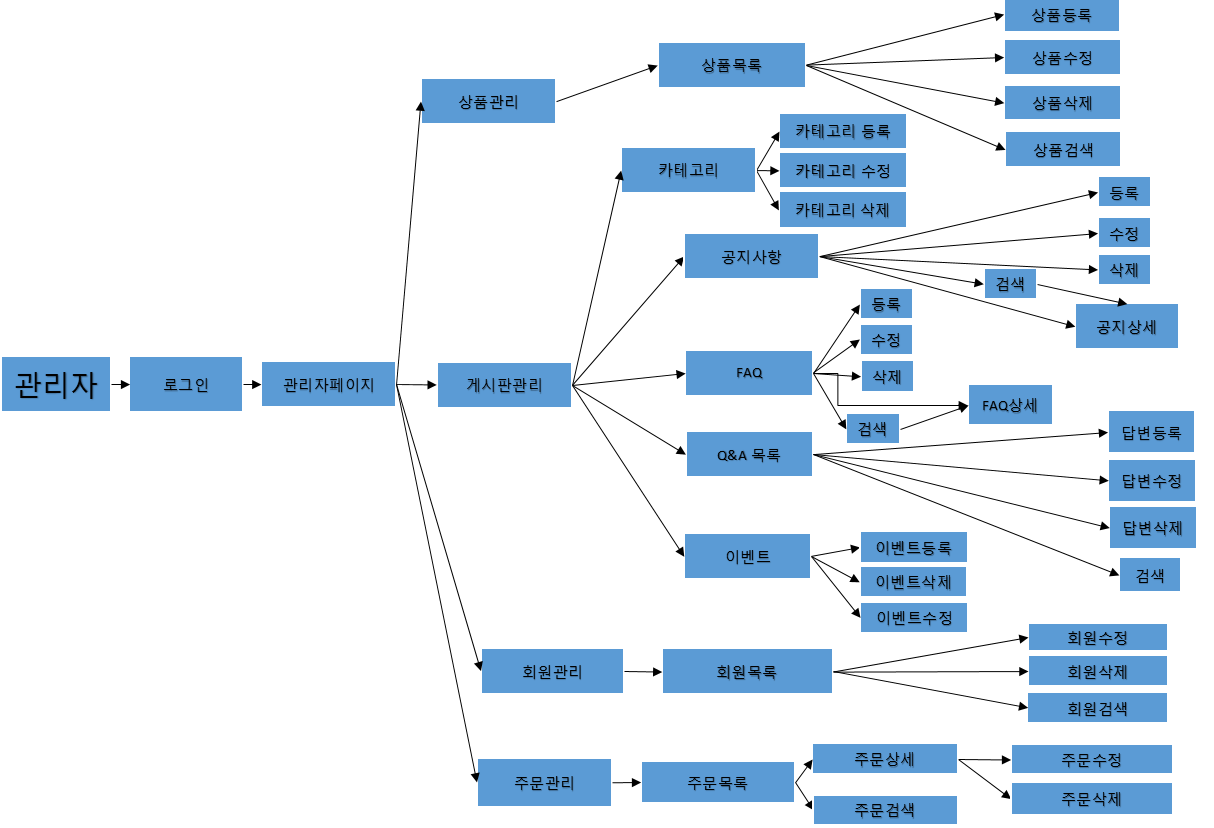 관리자
로그인
관리자페이지
상품관리
상품목록
상품등록
상품수정
상품삭제
상품검색
게시판관리
카테고리
카테고리 등록
카테고리 수정
카테고리 삭제
공지사항
등록
수정
삭제
검색
공지상세
FAQ
등록
수정
삭제
검색
FAQ상세
Q&A 목록
답변등록
답변수정
답변삭제
검색
이벤트
이벤트등록
이벤트삭제
이벤트수정
회원관리
회원목록
회원수정
회원삭제
회원검색
주문관리
주문목록
주문상세
주문수정
주문삭제
주문검색